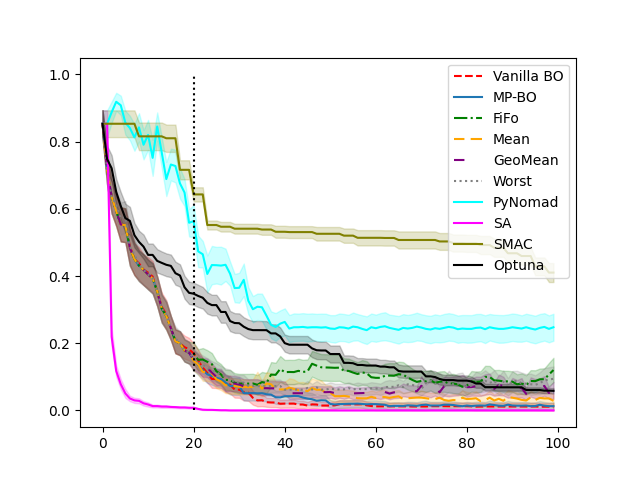 1.0
0.8
0.6
0.4
0.2
0.0
0
20
40
60
80
100
Vanilla BO
MP-BO
FiFo
Mean
GeoMean
Worst
PyNomad
SA
SMAC
Optuna